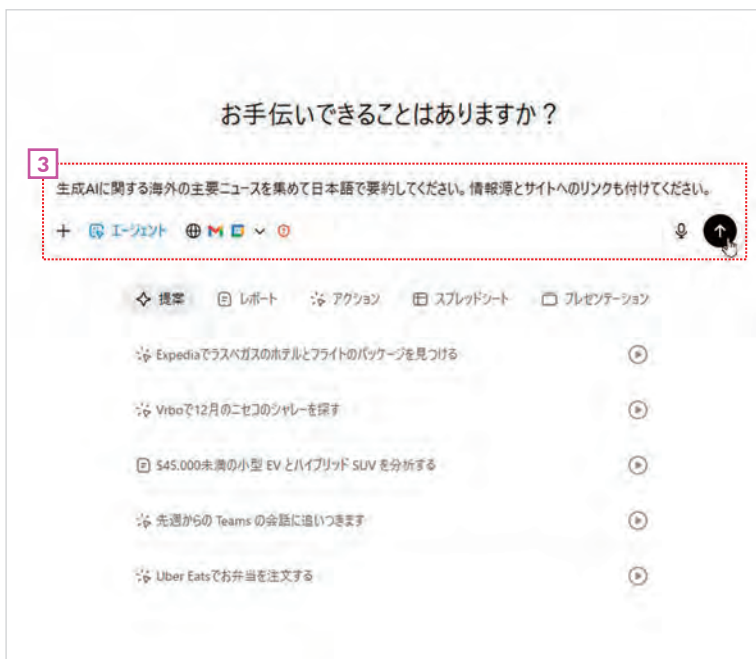 お手伝いできることはありますか？
3
生成AIに関する海外の主要ニュースを集めて日本語で要約してください。情報源とサイトへのリンクも付けてください。
エージェント
提案 レポート アクション スプレッドシート プレゼンテーション
Expediaでラスベガスのホテルとフライトのパッケージを見つける
Vrboで12月のニセコのシャレーを探す
$45,000未満の小型 EV とハイブリッド SUV を分析する
先週からの Teams の会話に追いつきます
Uber Eatsでお弁当を注文する